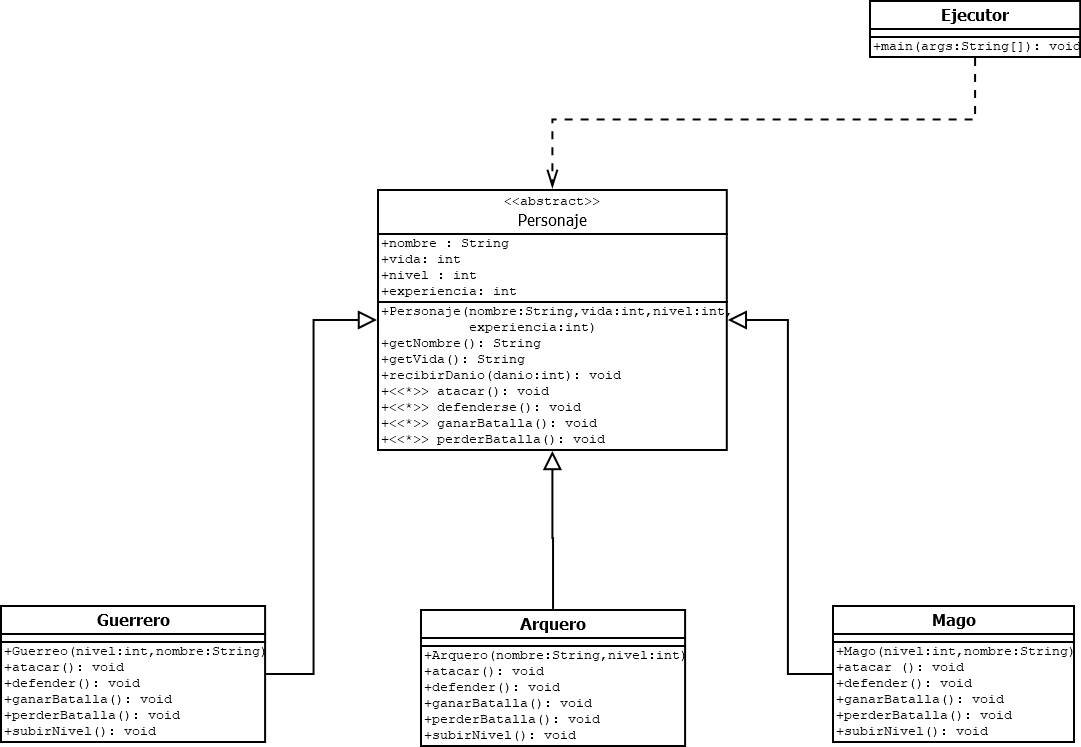 Ejecutor
+main(args:String[]): void
<<abstract>>
Personaje
+nombre : String
+vida: int
+nivel : int
+experiencia: int
+Personaje(nombre:String,vida:int,nivel:int,
experiencia:int)
+getNombre(): String
+getVida(): String
+recibirDanio(danio:int): void
+<<*>> atacar(): void
+<<*>> defenderse(): void
+<<*>> ganarBatalla(): void
+<<*>> perderBatalla(): void
Guerrero
+Guerreo(nivel:int,nombre:String)
+atacar(): void
+defender(): void
+ganarBatalla(): void
+perderBatalla(): void
+subirNivel(): void
Arquero
+Arquero(nombre:String,nivel:int)
+atacar(): void
+defender(): void
+ganarBatalla(): void
+perderBatalla(): void
+subirNivel(): void
Mago
+Mago(nivel:int,nombre:String)
+atacar (): void
+defender(): void
+ganarBatalla(): void
+perderBatalla(): void
+subirNivel(): void